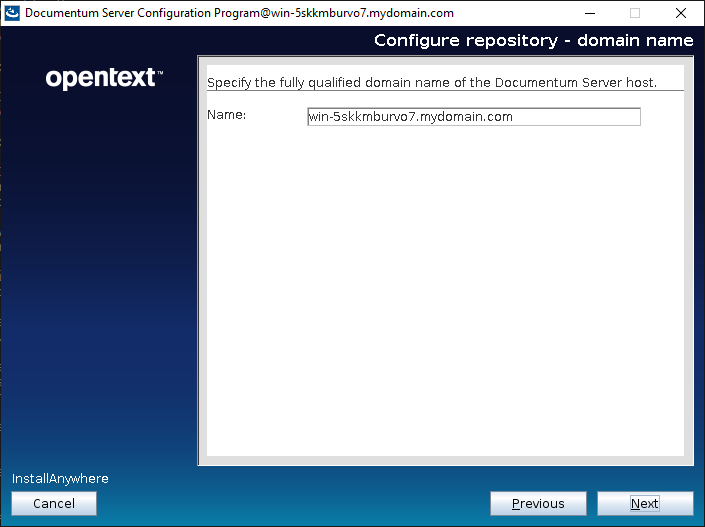 Documentum Server Configuration Program@win-5skkmburvo7.mydomain.com
Configure repository - domain name
opentext™
Specify the fully qualified domain name of the Documentum Server host.
Name: win-5skkmburvo7.mydomain.com
InstallAnywhere
Cancel Previous Next